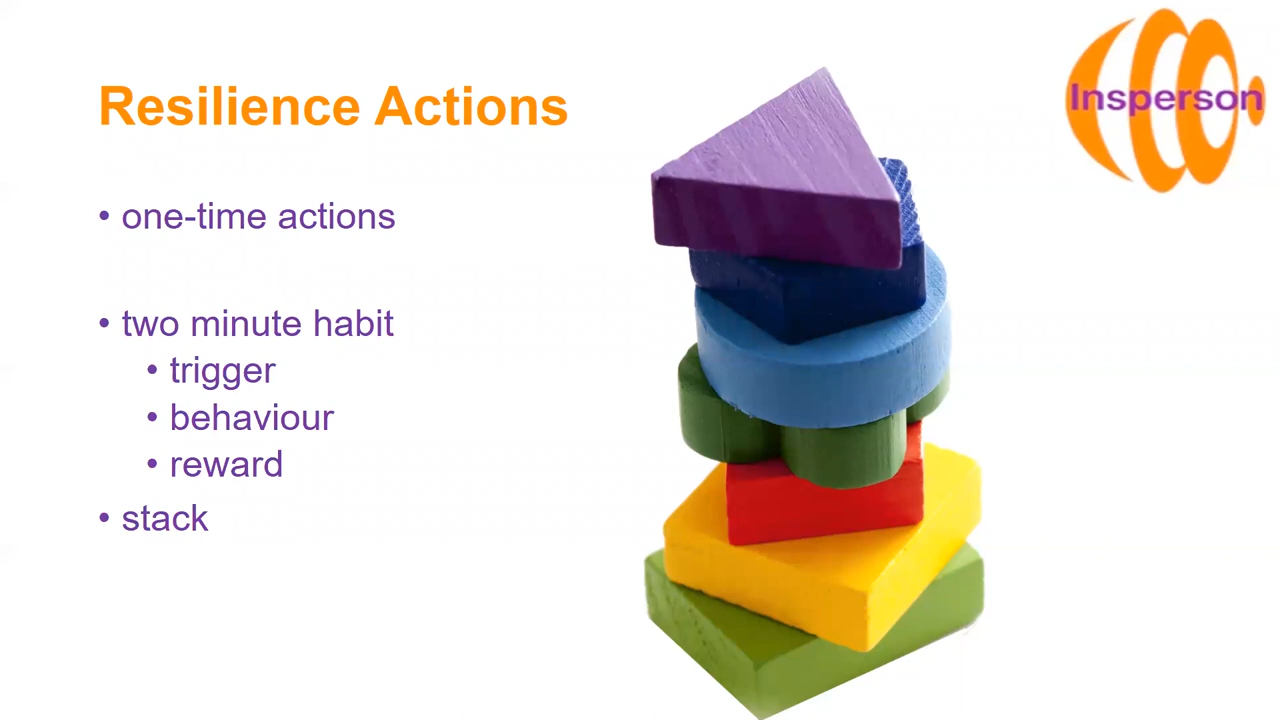 Resilience Actions
Insperson
• one-time actions
• two minute habit
• trigger
• behaviour
• reward
• stack